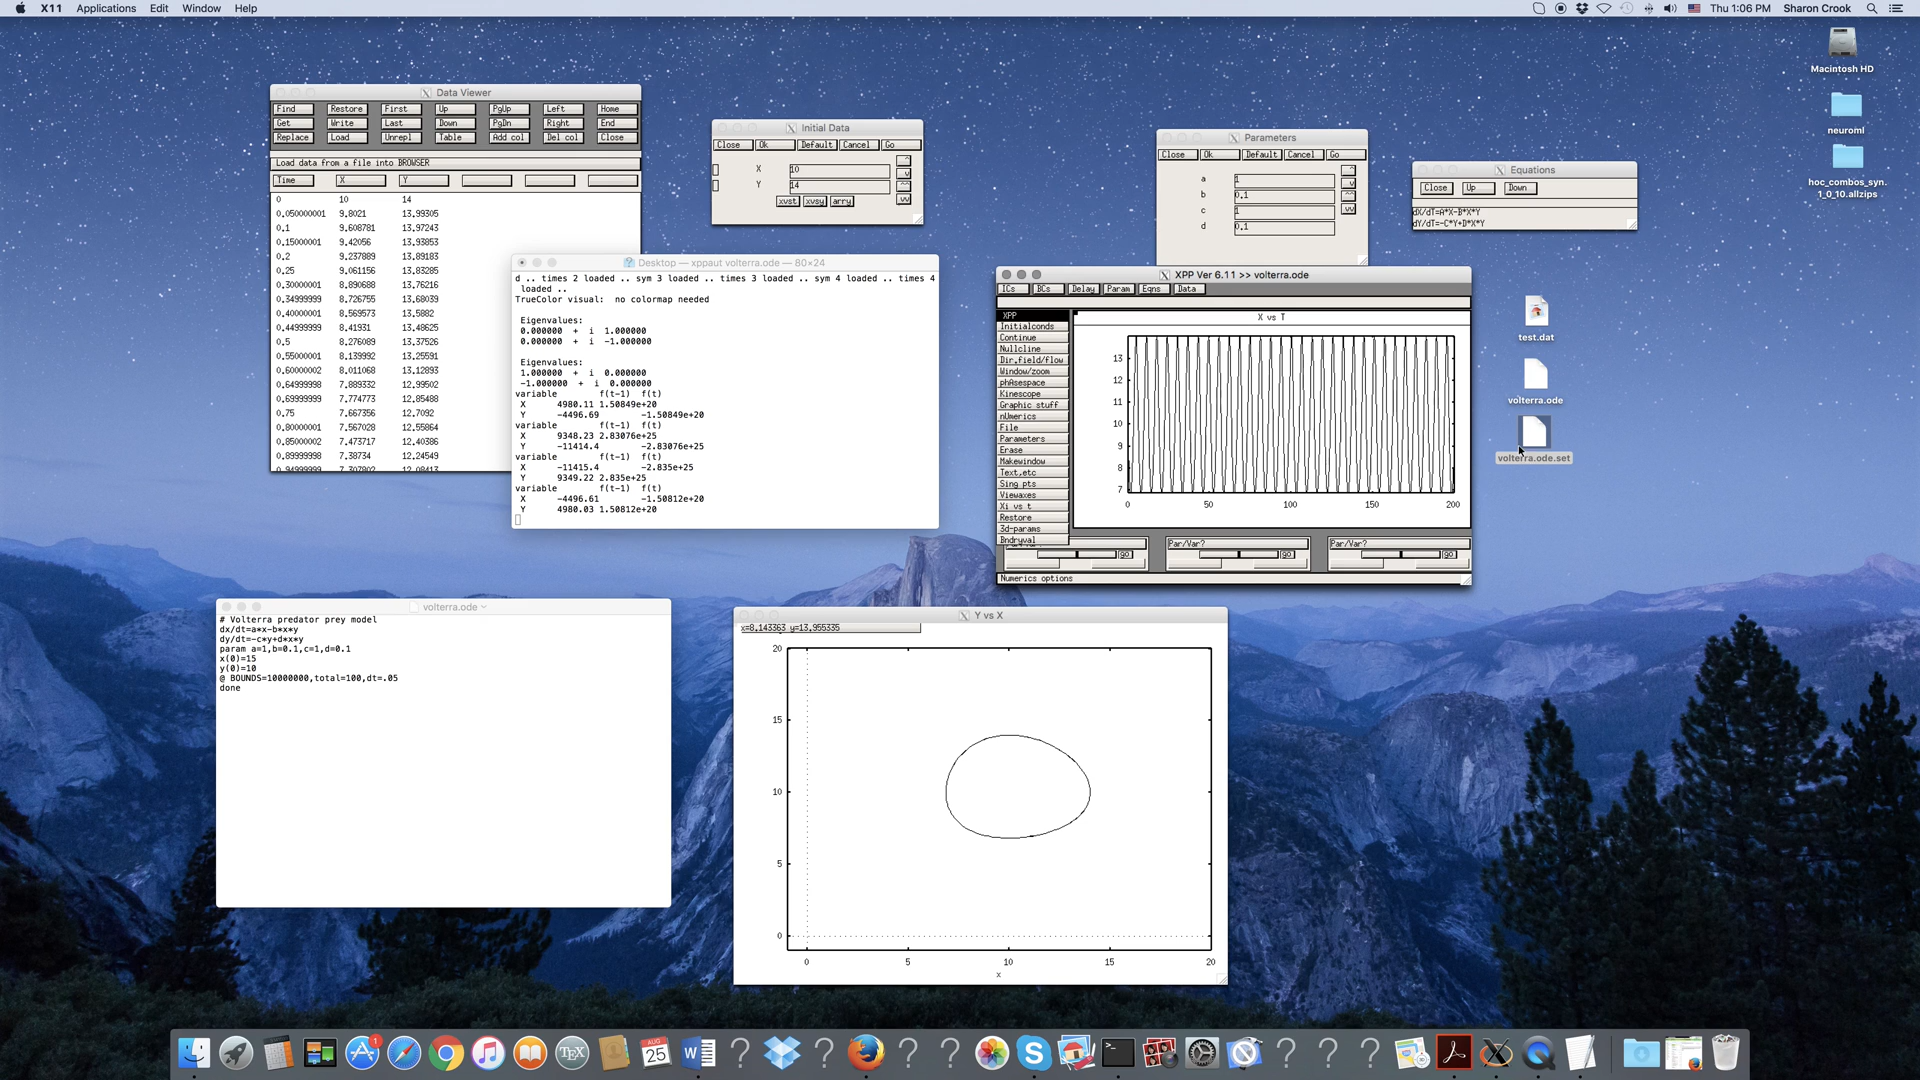 X11 Applications Edit Window Help
Thu 1:06 PM Sharon Crook
Macintosh HD
neuroml
hoc_combos_syn.
1_0_10.allzips
Data Viewer
Find Restore First Up PgUp Left Home
Get Write Last Down PgDn Right End
Replace Load Unrepl Table Add col Del col Close
Load data from a file into BROWSER
Time X Y
0 10 14
0.050000001 9.8021 13.99305
0.1 9.608781 13.97243
0.15000001 9.42056 13.93853
0.2 9.237889 13.89183
0.25 9.061156 13.83285
0.30000001 8.890688 13.76216
0.34999999 8.726755 13.68039
0.40000001 8.569573 13.5882
0.44999999 8.41931 13.48625
0.5 8.276089 13.37526
0.55000001 8.139992 13.25591
0.60000002 8.011068 13.12893
0.64999998 7.889332 12.99502
0.69999999 7.774773 12.85488
0.75 7.667356 12.7092
0.80000001 7.567028 12.55864
0.85000002 7.473717 12.40386
0.89999998 7.38734 12.24549
0.94999999 7.307802 12.08413
Initial Data
Close Ok Default Cancel Go
X 10
Y 14
xvst xvsy arry
Parameters
Close Ok Default Cancel Go
a 1
b 0.1
c 1
d 0.1
Equations
Close Up Down
dX/dT=A*X-B*X*Y
dY/dT=-C*Y+D*X*Y
Desktop — xppaut volterra.ode — 80×24
d .. times 2 loaded .. sym 3 loaded .. times 3 loaded .. sym 4 loaded .. times 4
loaded ..
TrueColor visual: no colormap needed
Eigenvalues:
0.000000 + i 1.000000
0.000000 + i -1.000000
Eigenvalues:
1.000000 + i 0.000000
-1.000000 + i 0.000000
variable f(t-1) f(t)
X 4980.11 1.50849e+20
Y -4496.69 -1.50849e+20
variable f(t-1) f(t)
X 9348.23 2.83076e+25
Y -11414.4 -2.83076e+25
variable f(t-1) f(t)
X -11415.4 -2.835e+25
Y 9349.22 2.835e+25
variable f(t-1) f(t)
X -4496.61 -1.50812e+20
Y 4980.03 1.50812e+20
XPP Ver 6.11 >> volterra.ode
ICs BCs Delay Param Eqns Data
XPP
Initialconds
Continue
Nullcline
Dir.field/flow
Window/zoom
phAsespace
Kinescope
Graphic stuff
nUmerics
File
Parameters
Erase
Makewindow
Text,etc
Sing pts
Viewaxes
Xi vs t
Restore
3d-params
Bndryval
X vs T
13
12
11
10
9
8
7
0 50 100 150 200
Par/Var? Par/Var? Par/Var?
go go go
Numerics options
test.dat
volterra.ode
volterra.ode.set
volterra.ode
# Volterra predator prey model
dx/dt=a*x-b*x*y
dy/dt=-c*y+d*x*y
param a=1,b=0.1,c=1,d=0.1
x(0)=15
y(0)=10
@ BOUNDS=10000000,total=100,dt=.05
done
Y vs X
x=8.143363 y=13.955335
20
15
10
5
0
0 5 10 15 20
x
1
TEX
AUG
25
W